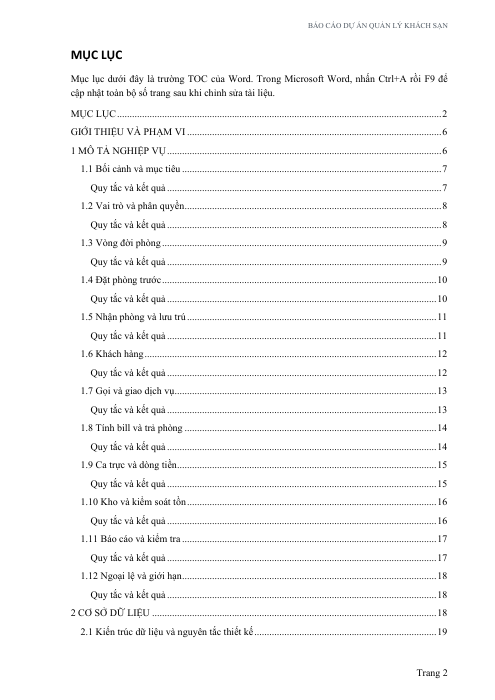 BÁO CÁO DỰ ÁN QUẢN LÝ KHÁCH SẠN
MỤC LỤC
Mục lục dưới đây là trường TOC của Word. Trong Microsoft Word, nhấn Ctrl+A rồi F9 để
cập nhật toàn bộ số trang sau khi chỉnh sửa tài liệu.
MỤC LỤC 2
GIỚI THIỆU VÀ PHẠM VI 6
1 MÔ TẢ NGHIỆP VỤ 6
1.1 Bối cảnh và mục tiêu 7
Quy tắc và kết quả 7
1.2 Vai trò và phân quyền 8
Quy tắc và kết quả 8
1.3 Vòng đời phòng 9
Quy tắc và kết quả 9
1.4 Đặt phòng trước 10
Quy tắc và kết quả 10
1.5 Nhận phòng và lưu trú 11
Quy tắc và kết quả 11
1.6 Khách hàng 12
Quy tắc và kết quả 12
1.7 Gọi và giao dịch vụ 13
Quy tắc và kết quả 13
1.8 Tính bill và trả phòng 14
Quy tắc và kết quả 14
1.9 Ca trực và dòng tiền 15
Quy tắc và kết quả 15
1.10 Kho và kiểm soát tồn 16
Quy tắc và kết quả 16
1.11 Báo cáo và kiểm tra 17
Quy tắc và kết quả 17
1.12 Ngoại lệ và giới hạn 18
Quy tắc và kết quả 18
2 CƠ SỞ DỮ LIỆU 18
2.1 Kiến trúc dữ liệu và nguyên tắc thiết kế 19
Trang 2